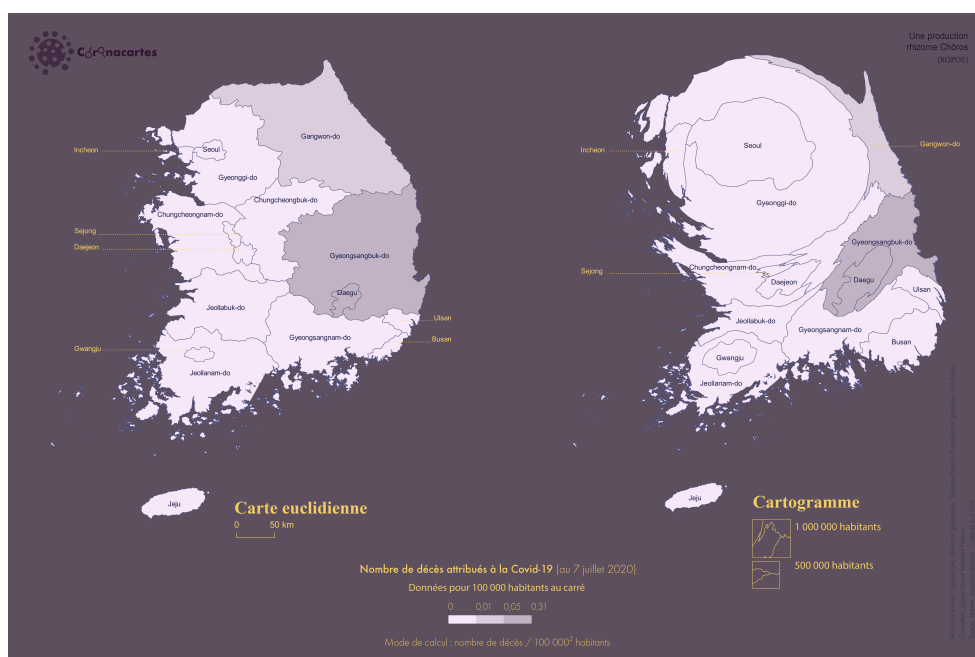 Coronacartes
Une production
rhizome Chôros
[ΧΩΡΟΣ]
Gangwon-do
Incheon
Seoul
Gyeonggi-do
Chungcheongbuk-do
Chungcheongnam-do
Sejong
Daejeon
Gyeongsangbuk-do
Daegu
Jeollabuk-do
Ulsan
Gyeongsangnam-do
Busan
Gwangju
Jeollanam-do
Jeju
Carte euclidienne
0 50 km
Seoul
Incheon
Gangwon-do
Gyeonggi-do
Gyeongsangbuk-do
Chungcheongnam-do
Sejong
Daejeon
Daegu
Ulsan
Jeollabuk-do
Gyeongsangnam-do
Busan
Gwangju
Jeollanam-do
Jeju
Cartogramme
1 000 000 habitants
500 000 habitants
Nombre de décès attribués à la Covid-19 (au 7 juillet 2020)
Données pour 100 000 habitants au carré
0 0,01 0,05 0,31
Mode de calcul : nombre de décès / 100 000² habitants